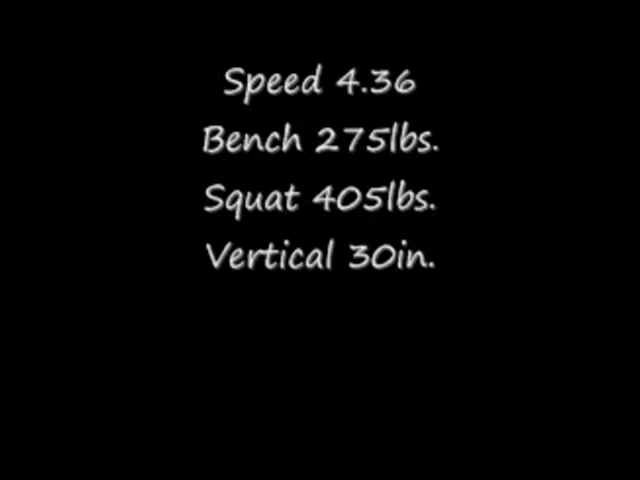 Speed 4.36
Bench 275lbs.
Squat 405lbs.
Vertical 30in.